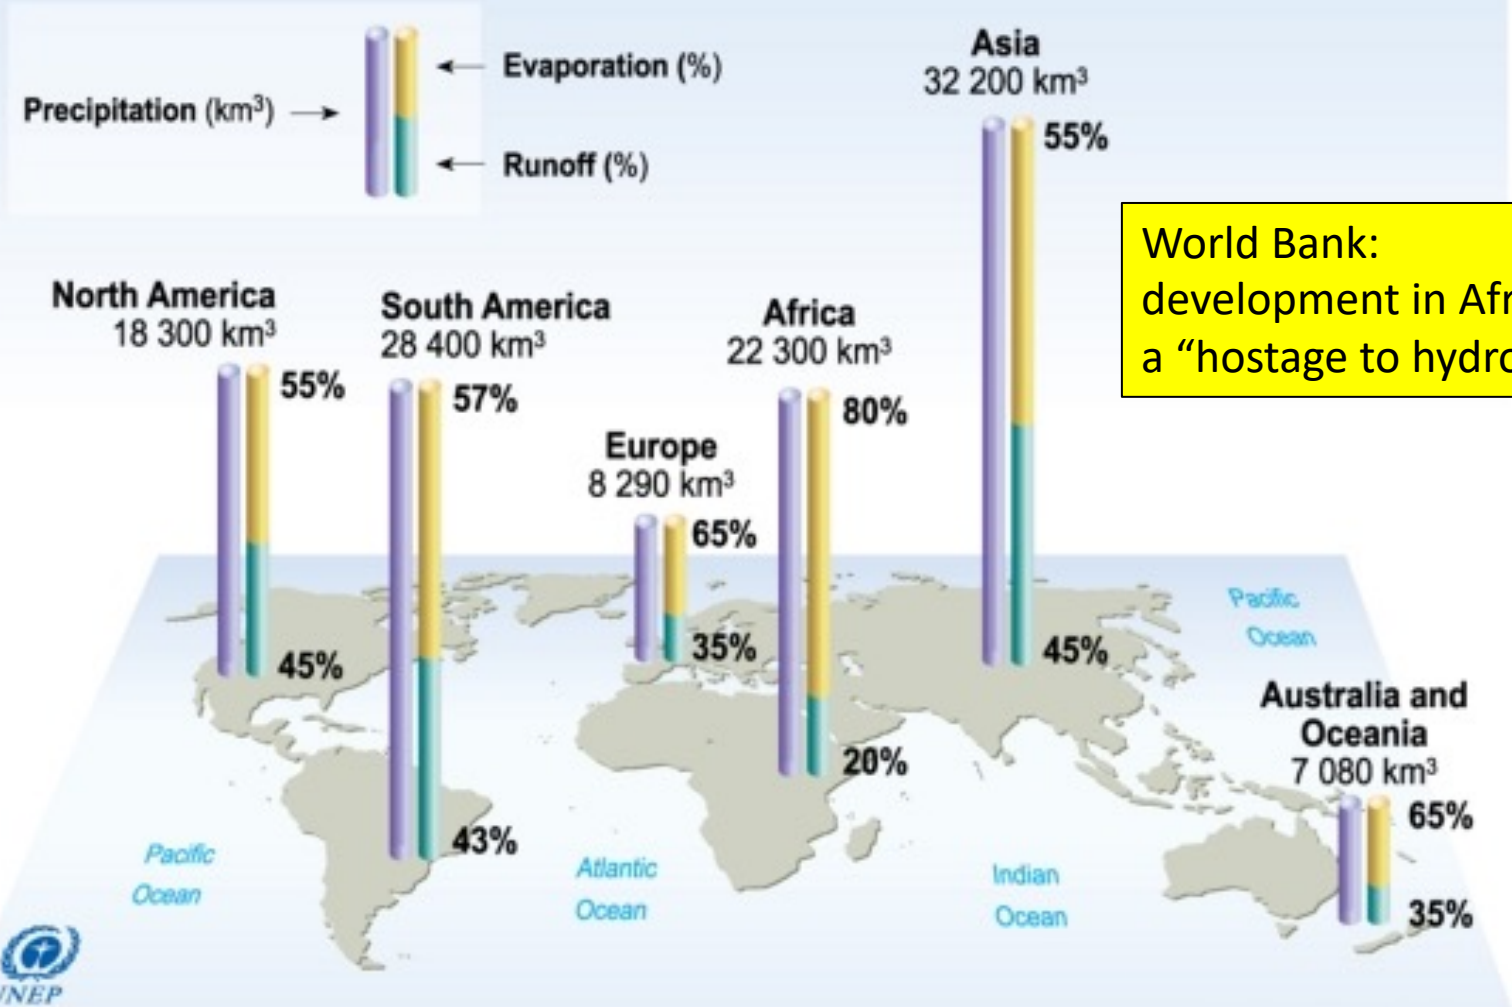 Precipitation (km³)
Evaporation (%)
Runoff (%)
Asia
32 200 km³
55%
45%
World Bank:
development in Afr
a “hostage to hydro
North America
18 300 km³
55%
45%
South America
28 400 km³
57%
43%
Europe
8 290 km³
65%
35%
Africa
22 300 km³
80%
20%
Australia and
Oceania
7 080 km³
65%
35%
Pacific
Ocean
Pacific
Ocean
Atlantic
Ocean
Indian
Ocean
UNEP